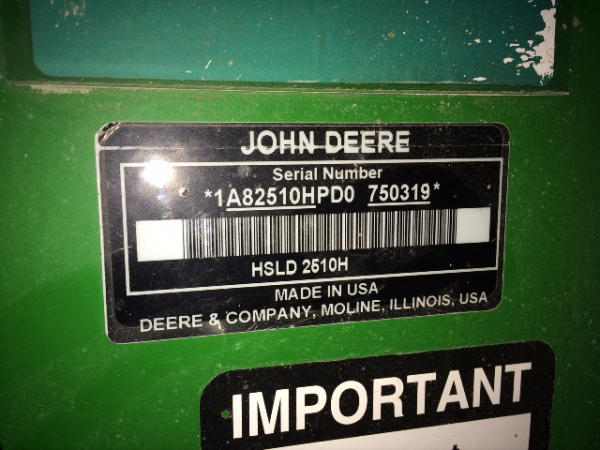 JOHN DEERE
Serial Number
*1A82510HPD0 750319*
HSLD 2510H
MADE IN USA
DEERE & COMPANY, MOLINE, ILLINOIS, USA
IMPORTANT